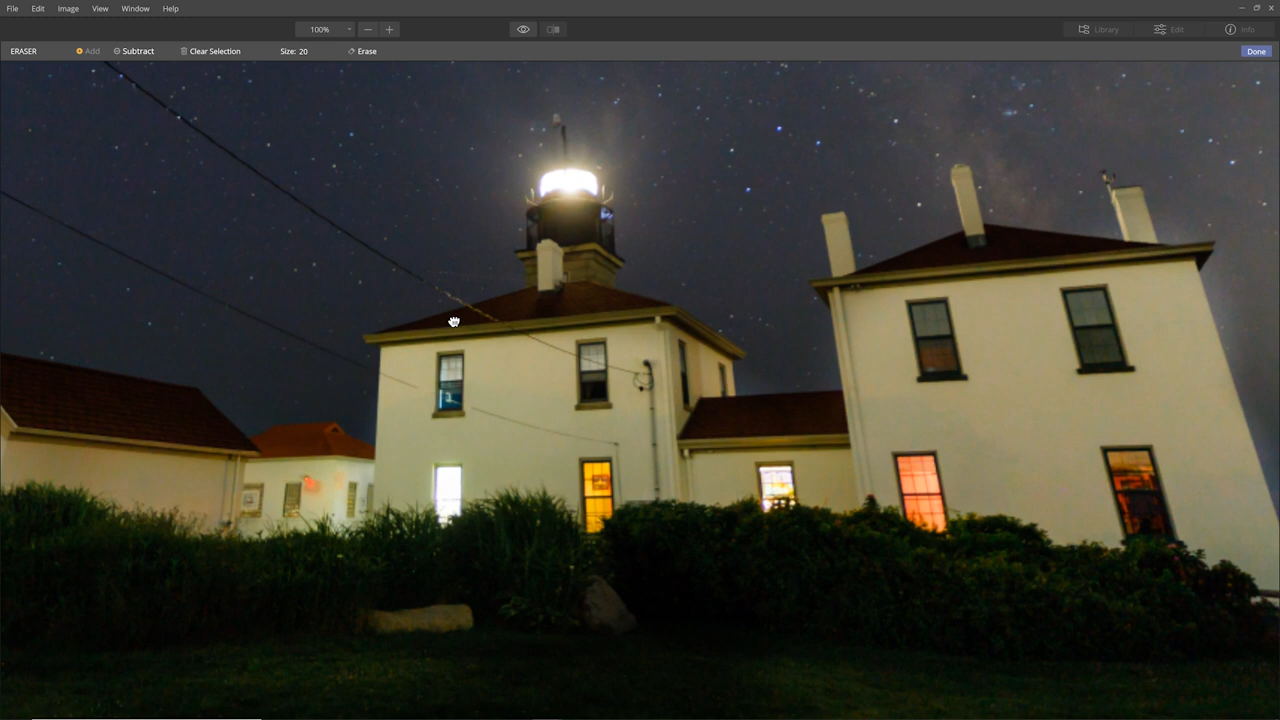 File Edit Image View Window Help
100% Library Edit Info
ERASER Add Subtract Clear Selection Size: 20 Erase Done